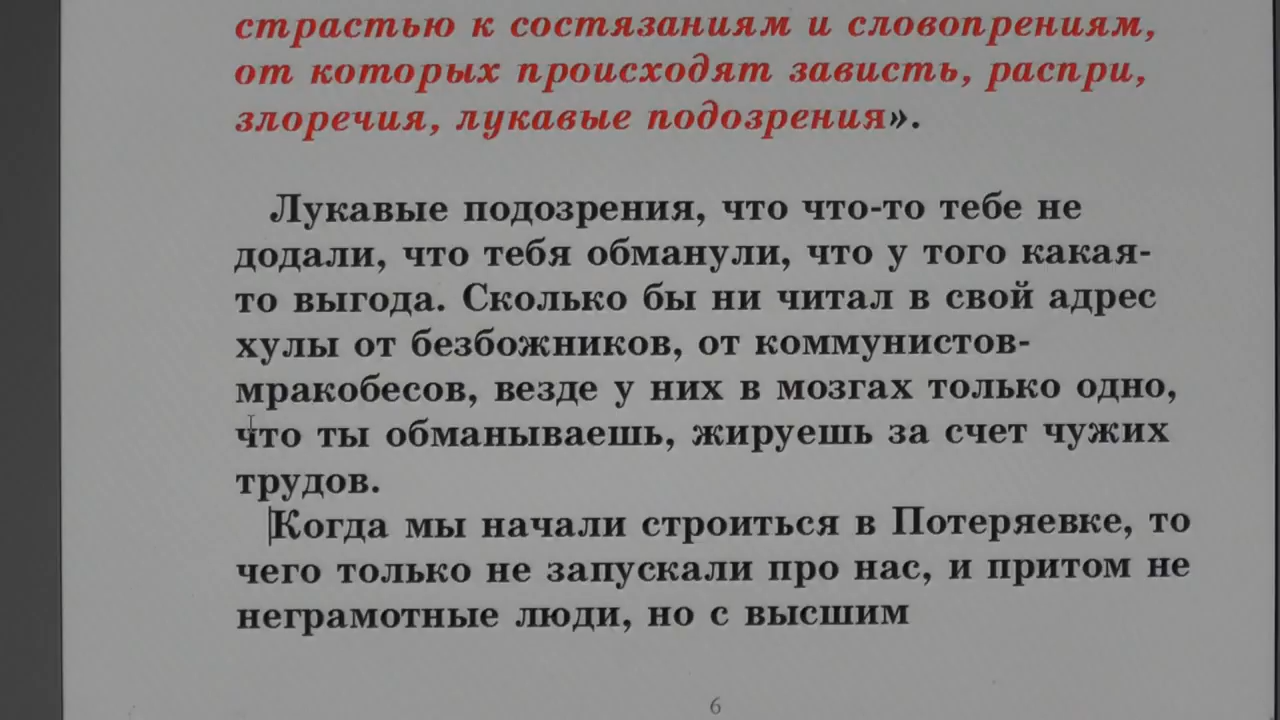 страстью к состязаниям и словопрениям,
от которых происходят зависть, распри,
злоречия, лукавые подозрения».
Лукавые подозрения, что что-то тебе не
додали, что тебя обманули, что у того какая-
то выгода. Сколько бы ни читал в свой адрес
хулы от безбожников, от коммунистов-
мракобесов, везде у них в мозгах только одно,
что ты обманываешь, жируешь за счет чужих
трудов.
Когда мы начали строиться в Потеряевке, то
чего только не запускали про нас, и притом не
неграмотные люди, но с высшим
6